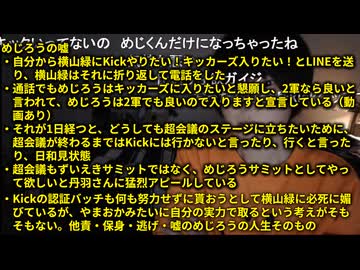 キックいってないの　めじくんだけになっちゃったね
めじろうの嘘
・自分から横山緑にKickやりたい！キッカーズ入りたい！とLINEを送
り、横山緑はそれに折り返して電話をした
・通話でもめじろうはキッカーズに入りたいと懇願し、2軍なら良いと
言われて、めじろうは2軍でも良いので入りますと宣言している（動
画あり）
・それが1日経つと、どうしても超会議のステージに立ちたいために、
超会議が終わるまではKickには行かないと言ったり、行くと言った
り、日和見状態
・超会議もずいえきサミットではなく、めじろうサミットとしてやっ
て欲しいと丹羽さんに猛烈アピールしている
・Kickの認証バッチも何も努力せずに貰おうとして横山緑に必死に媚
びているが、やまおかみたいに自分の実力で取るという考えがそも
そもない。他責・保身・逃げ・嘘のめじろうの人生そのもの